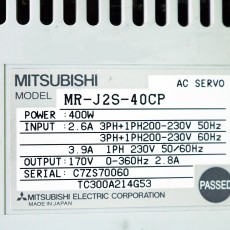 MITSUBISHI
AC SERVO
MODEL MR-J2S-40CP
POWER :400W
INPUT :2.6A 3PH+1PH200-230V 50Hz
3PH+1PH200-230V 60Hz
3.9A 1PH 230V 50/60Hz
OUTPUT:170V 0-360Hz 2.8A
SERIAL: C7ZS70060
TC300A214G53
PASSED
MITSUBISHI ELECTRIC CORPORATION
MADE IN JAPAN